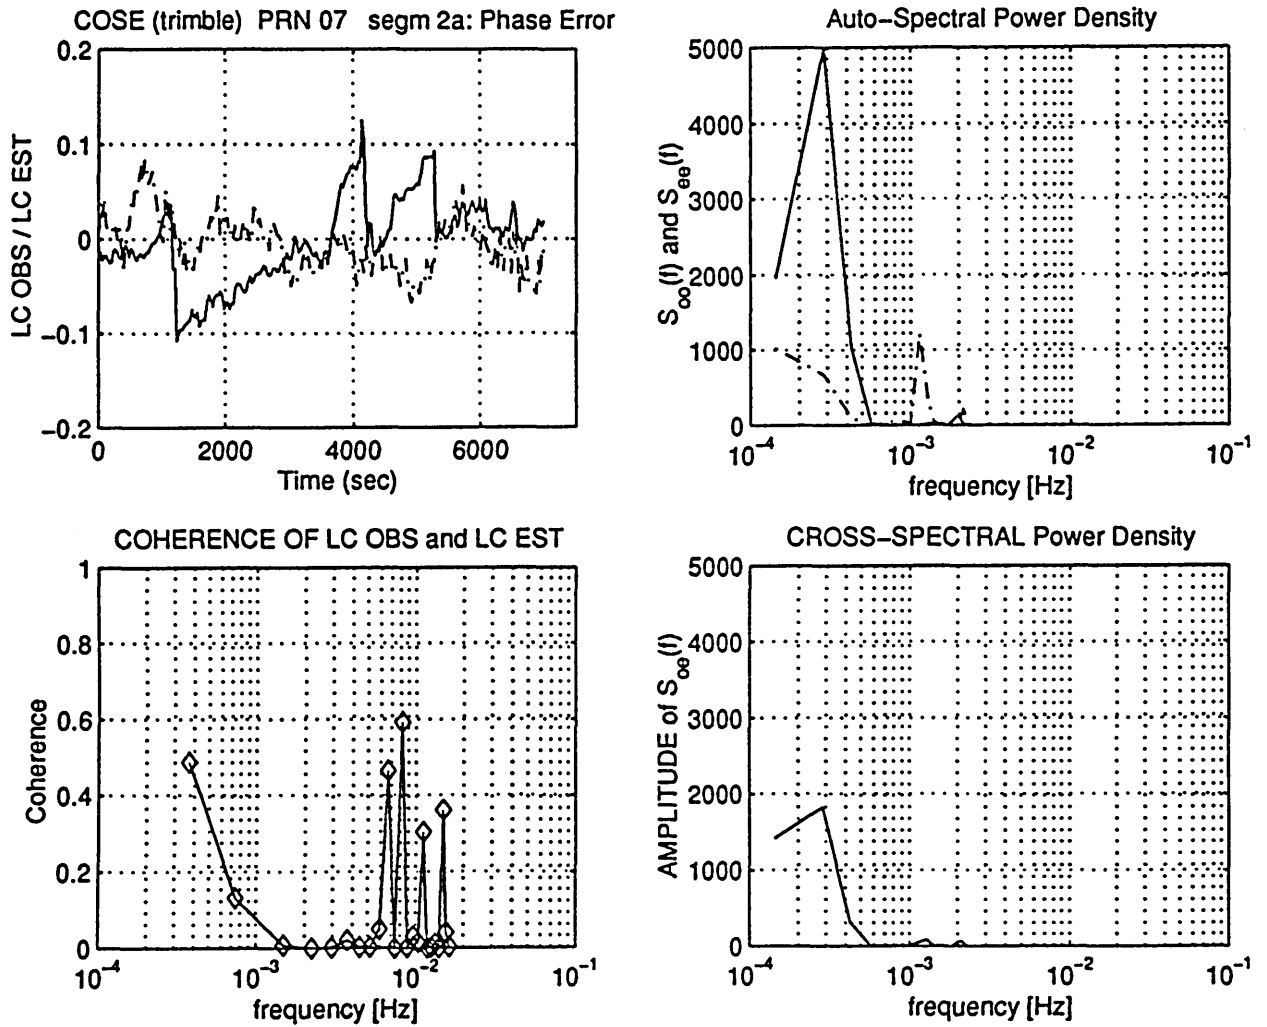 COSE (trimble) PRN 07 segm 2a: Phase Error
0.2
0.1
0
−0.1
−0.2
LC OBS / LC EST
0 2000 4000 6000
Time (sec)
Auto−Spectral Power Density
5000
4000
3000
2000
1000
0
S_oo(f) and S_ee(f)
10^-4 10^-3 10^-2 10^-1
frequency [Hz]
COHERENCE OF LC OBS and LC EST
1
0.8
0.6
0.4
0.2
0
Coherence
10^-4 10^-3 10^-2 10^-1
frequency [Hz]
CROSS−SPECTRAL Power Density
5000
4000
3000
2000
1000
0
AMPLITUDE of S_oe(f)
10^-4 10^-3 10^-2 10^-1
frequency [Hz]